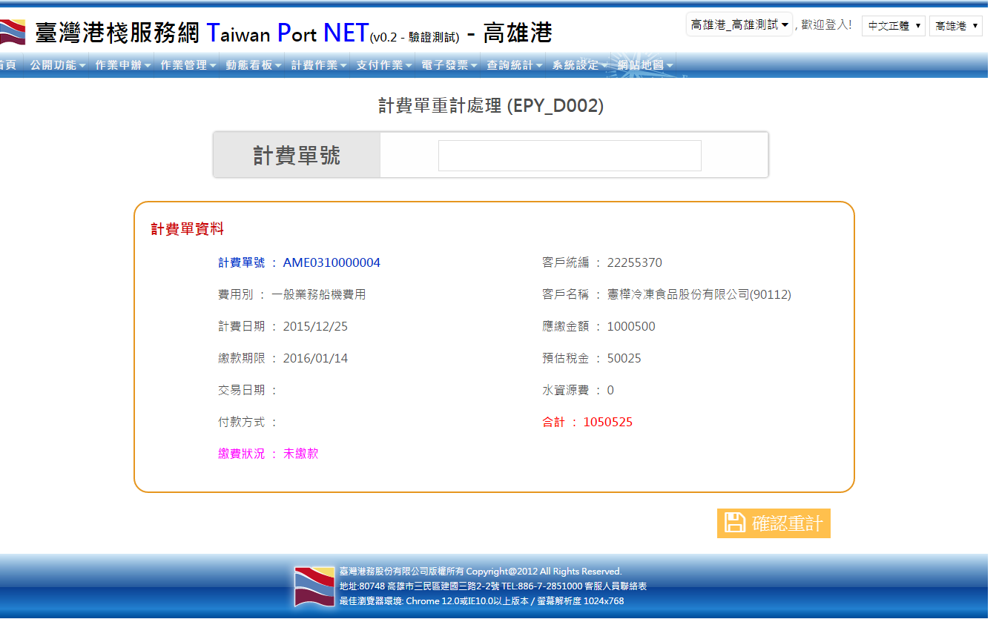 臺灣港棧服務網 Taiwan Port NET(v0.2 - 驗證測試) - 高雄港
高雄港_高雄測試 , 歡迎登入! 中文正體 高雄港
首頁 公開功能 作業申辦 作業管理 動態看板 計費作業 支付作業 電子發票 查詢統計 系統設定 網站地圖
計費單重計處理 (EPY_D002)
計費單號
計費單資料
計費單號 : AME0310000004 客戶統編 : 22255370
費用別 : 一般業務船機費用 客戶名稱 : 憲樺冷凍食品股份有限公司(90112)
計費日期 : 2015/12/25 應繳金額 : 1000500
繳款期限 : 2016/01/14 預估稅金 : 50025
交易日期 : 水資源費 : 0
付款方式 : 合計 : 1050525
繳費狀況 : 未繳款
確認重計
臺灣港務股份有限公司版權所有 Copyright@2012 All Rights Reserved.
地址:80748 高雄市三民區建國三路2-2號 TEL:886-7-2851000 客服人員聯絡表
最佳瀏覽器環境: Chrome 12.0或IE10.0以上版本 / 螢幕解析度 1024x768